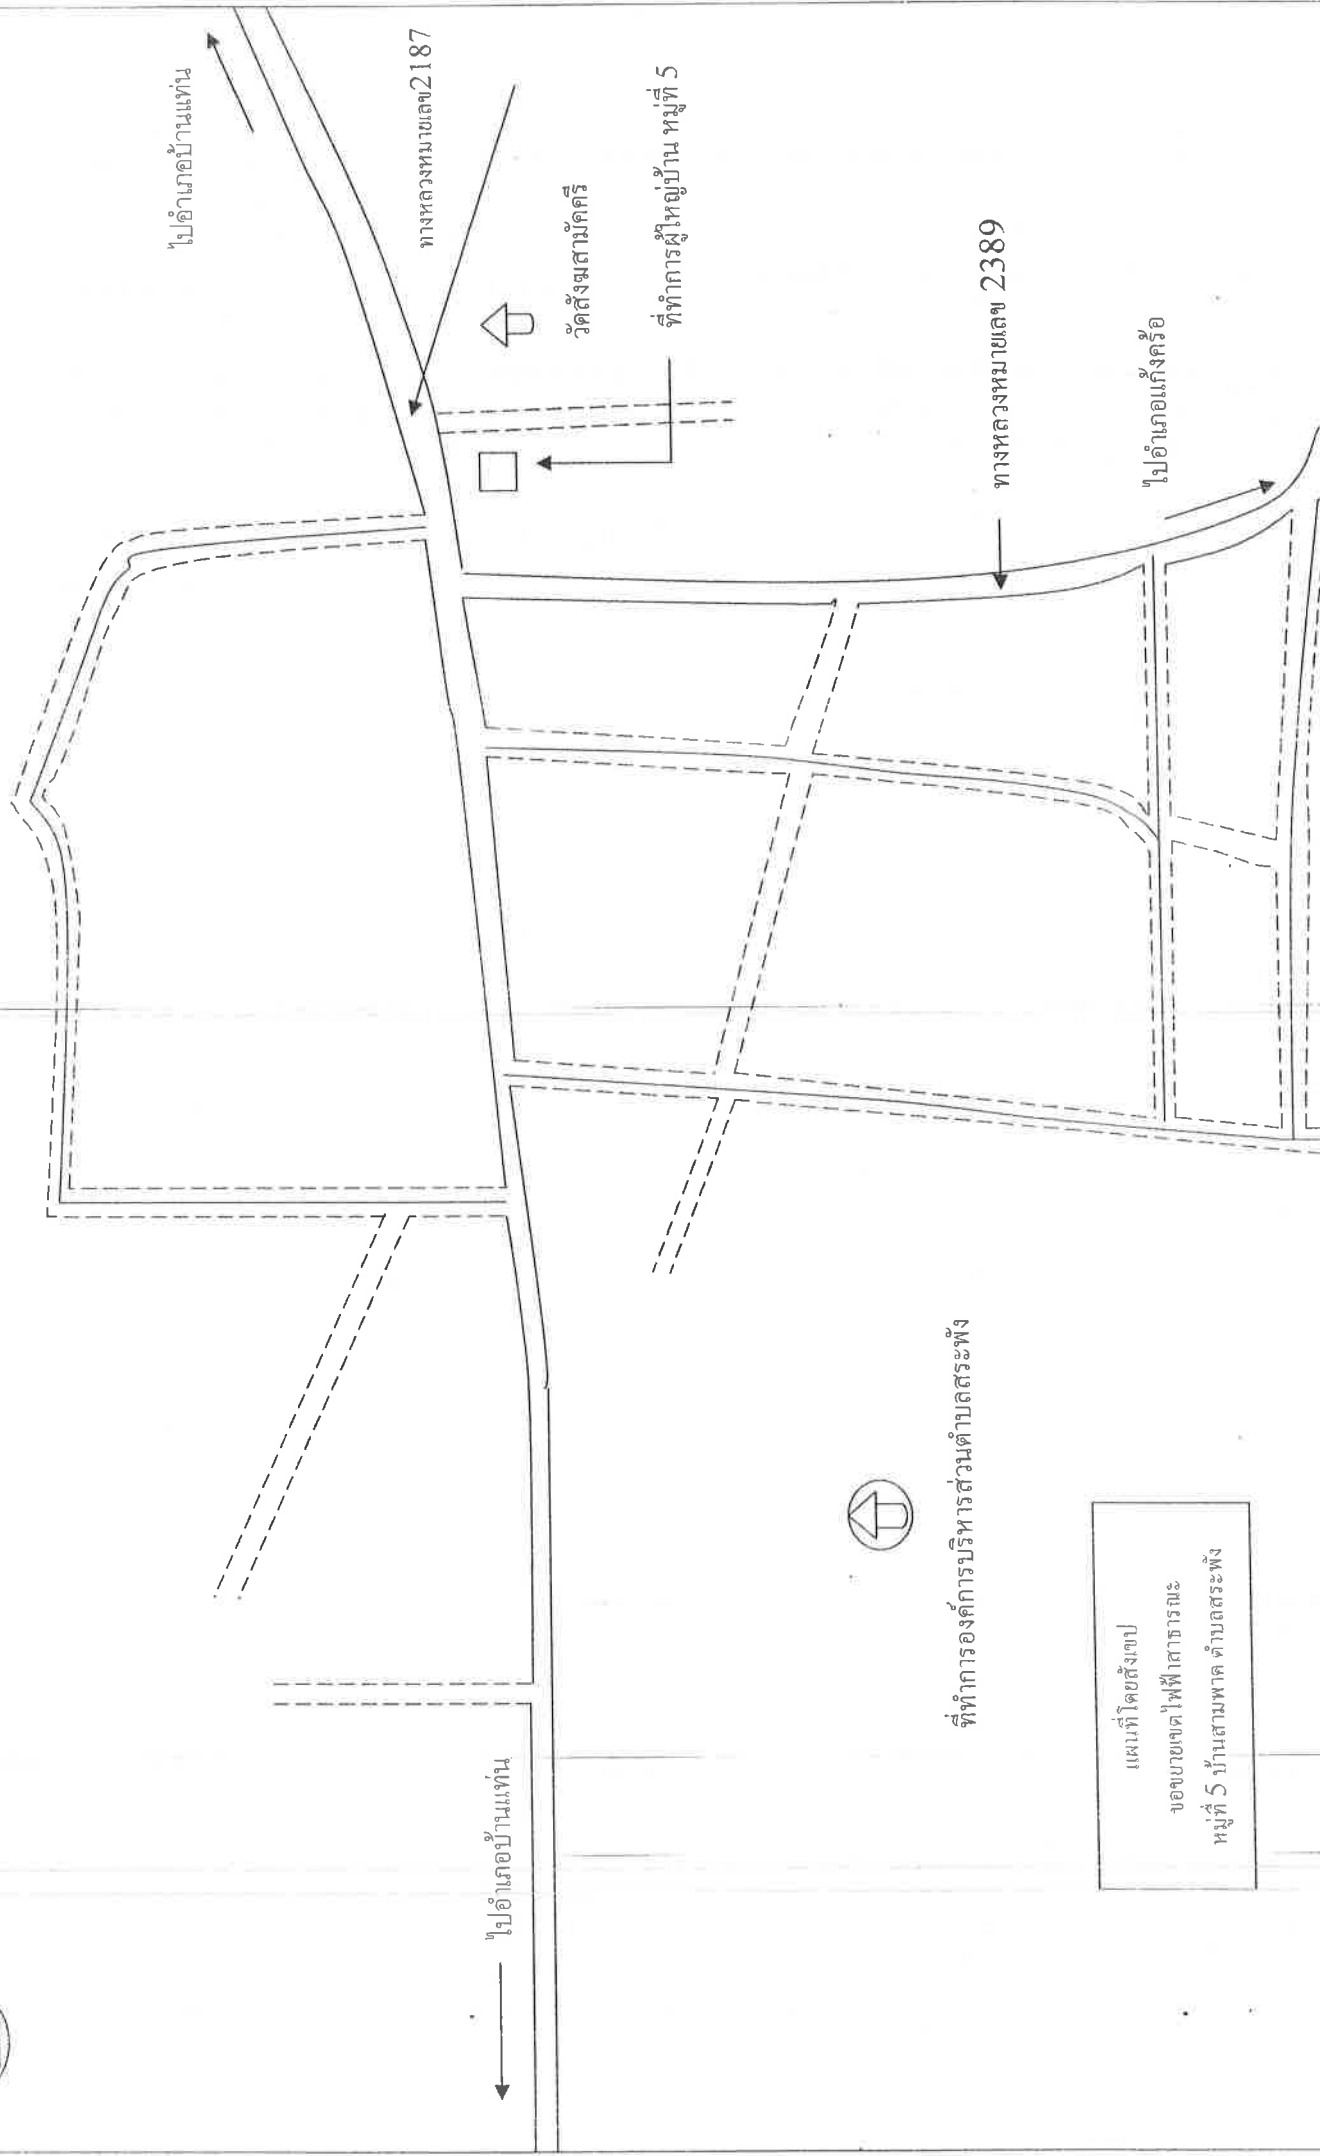 ไปอำเภอบ้านแท่น
ทางหลวงหมายเลข2187
วัดสังฆสามัคคี
ที่ทำการผู้ใหญ่บ้าน หมู่ที่ 5
ทางหลวงหมายเลข 2389
ไปอำเภอแก้งคร้อ
ไปอำเภอบ้านแท่น
ที่ทำการองค์การบริหารส่วนตำบลสระพัง
แผนที่โดยสังเขป
ขอขยายเขตไฟฟ้าสาธารณะ
หมู่ที่ 5 บ้านสามพาด ตำบลสระพัง